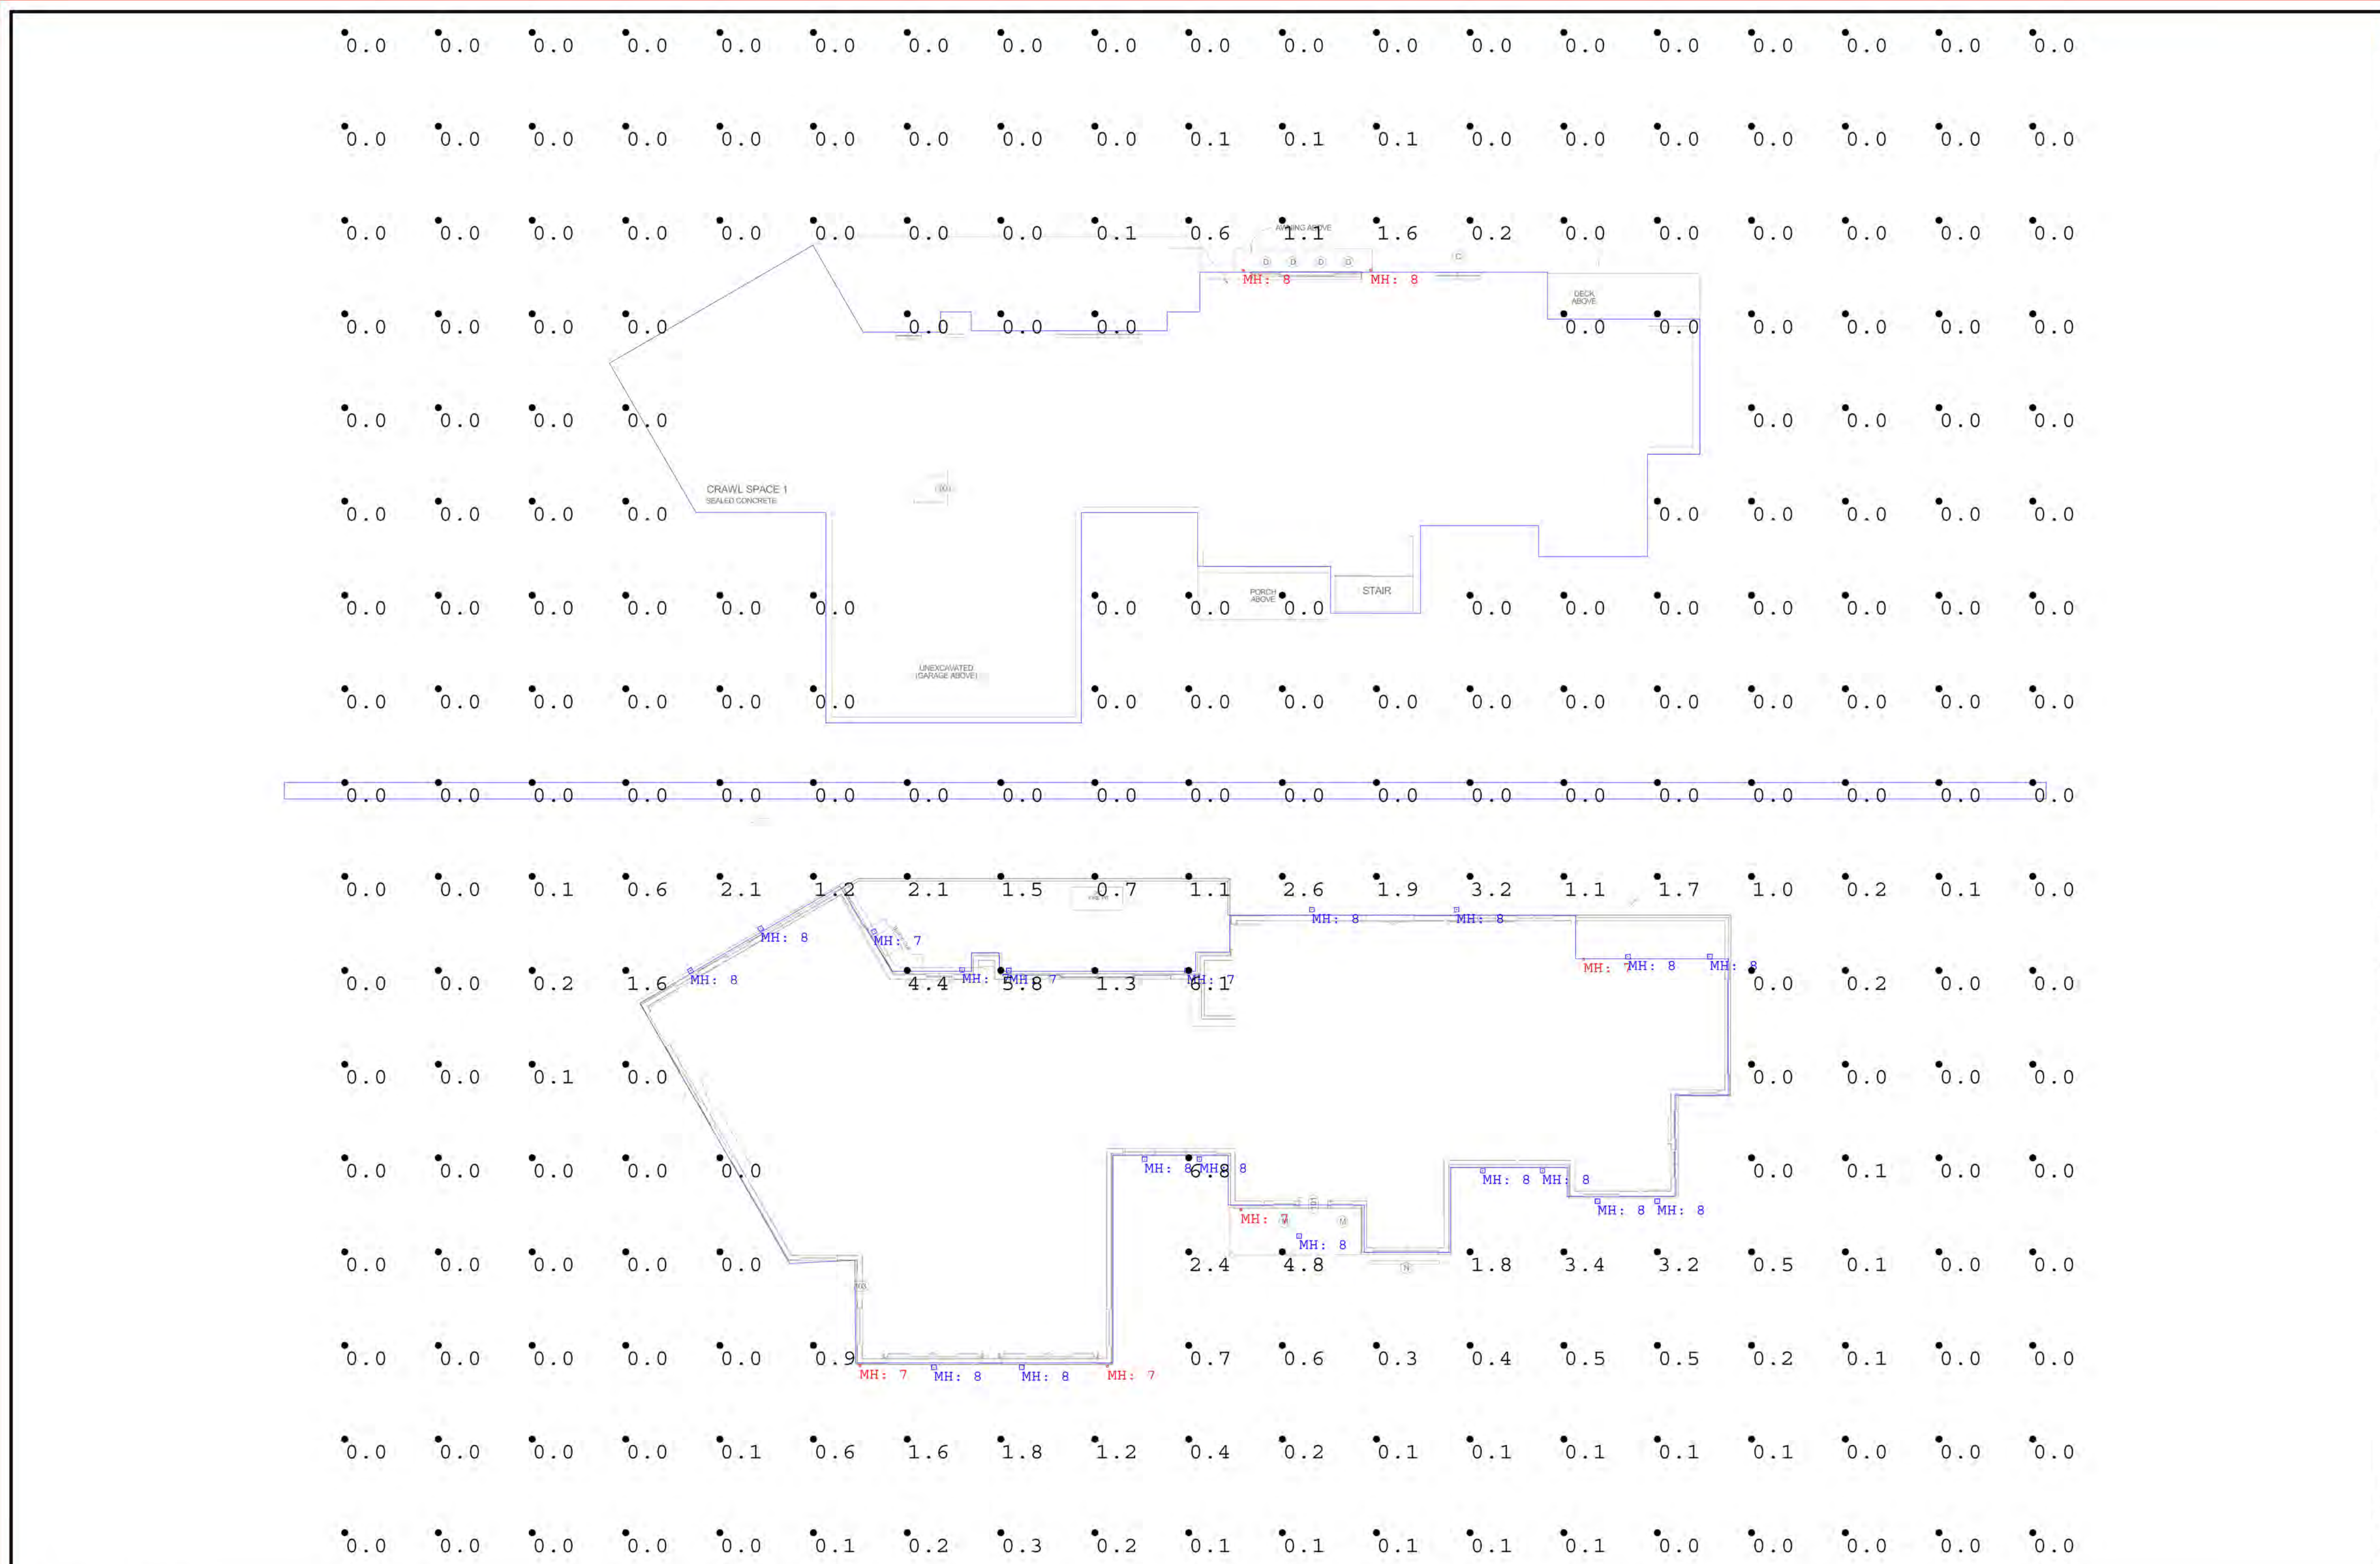 0.0 0.0 0.0 0.0 0.0 0.0 0.0 0.0 0.0 0.0 0.0 0.0 0.0 0.0 0.0 0.0 0.0 0.0 0.0
0.0 0.0 0.0 0.0 0.0 0.0 0.0 0.0 0.0 0.1 0.1 0.1 0.0 0.0 0.0 0.0 0.0 0.0 0.0
AWNING ABOVE
0.0 0.0 0.0 0.0 0.0 0.0 0.0 0.0 0.1 0.6 1.1 1.6 0.2 0.0 0.0 0.0 0.0 0.0 0.0
D D D D C
MH: 8 MH: 8
DECK
ABOVE
0.0 0.0 0.0 0.0 0.0 0.0 0.0 0.0 0.0 0.0 0.0 0.0 0.0
0.0 0.0 0.0 0.0 0.0 0.0 0.0 0.0
CRAWL SPACE 1
SEALED CONCRETE
0.0 0.0 0.0 0.0 0.0 0.0 0.0 0.0 0.0
PORCH
ABOVE
STAIR
0.0 0.0 0.0 0.0 0.0 0.0 0.0 0.0 0.0 0.0 0.0 0.0 0.0 0.0 0.0 0.0
UNEXCAVATED
(GARAGE ABOVE)
0.0 0.0 0.0 0.0 0.0 0.0 0.0 0.0 0.0 0.0 0.0 0.0 0.0 0.0 0.0 0.0 0.0
0.0 0.0 0.0 0.0 0.0 0.0 0.0 0.0 0.0 0.0 0.0 0.0 0.0 0.0 0.0 0.0 0.0 0.0 0.0
0.0 0.0 0.1 0.6 2.1 1.2 2.1 1.5 0.7 1.1 2.6 1.9 3.2 1.1 1.7 1.0 0.2 0.1 0.0
MH: 8 MH: 8
MH: 8 MH: 7
MH: 7 MH: 8 MH: 8
MH: 8 MH: MH: 7 MH: 7
0.0 0.0 0.2 1.6 4.4 5.8 1.3 6.1 0.0 0.2 0.0 0.0
0.0 0.0 0.1 0.0 0.0 0.0 0.0 0.0
0.0 0.0 0.0 0.0 0.0 6.8 0.0 0.1 0.0 0.0
MH: 8 MH: 8
MH: 8 MH: 8
MH: 8 MH: 8
MH: 7 M
MH: 8
0.0 0.0 0.0 0.0 0.0 2.4 4.8 1.8 3.4 3.2 0.5 0.1 0.0 0.0
N
0.0 0.0 0.0 0.0 0.0 0.9 0.7 0.6 0.3 0.4 0.5 0.5 0.2 0.1 0.0 0.0
MH: 7 MH: 8 MH: 8 MH: 7
0.0 0.0 0.0 0.0 0.1 0.6 1.6 1.8 1.2 0.4 0.2 0.1 0.1 0.1 0.1 0.1 0.0 0.0 0.0
0.0 0.0 0.0 0.0 0.0 0.1 0.2 0.3 0.2 0.1 0.1 0.1 0.1 0.1 0.0 0.0 0.0 0.0 0.0